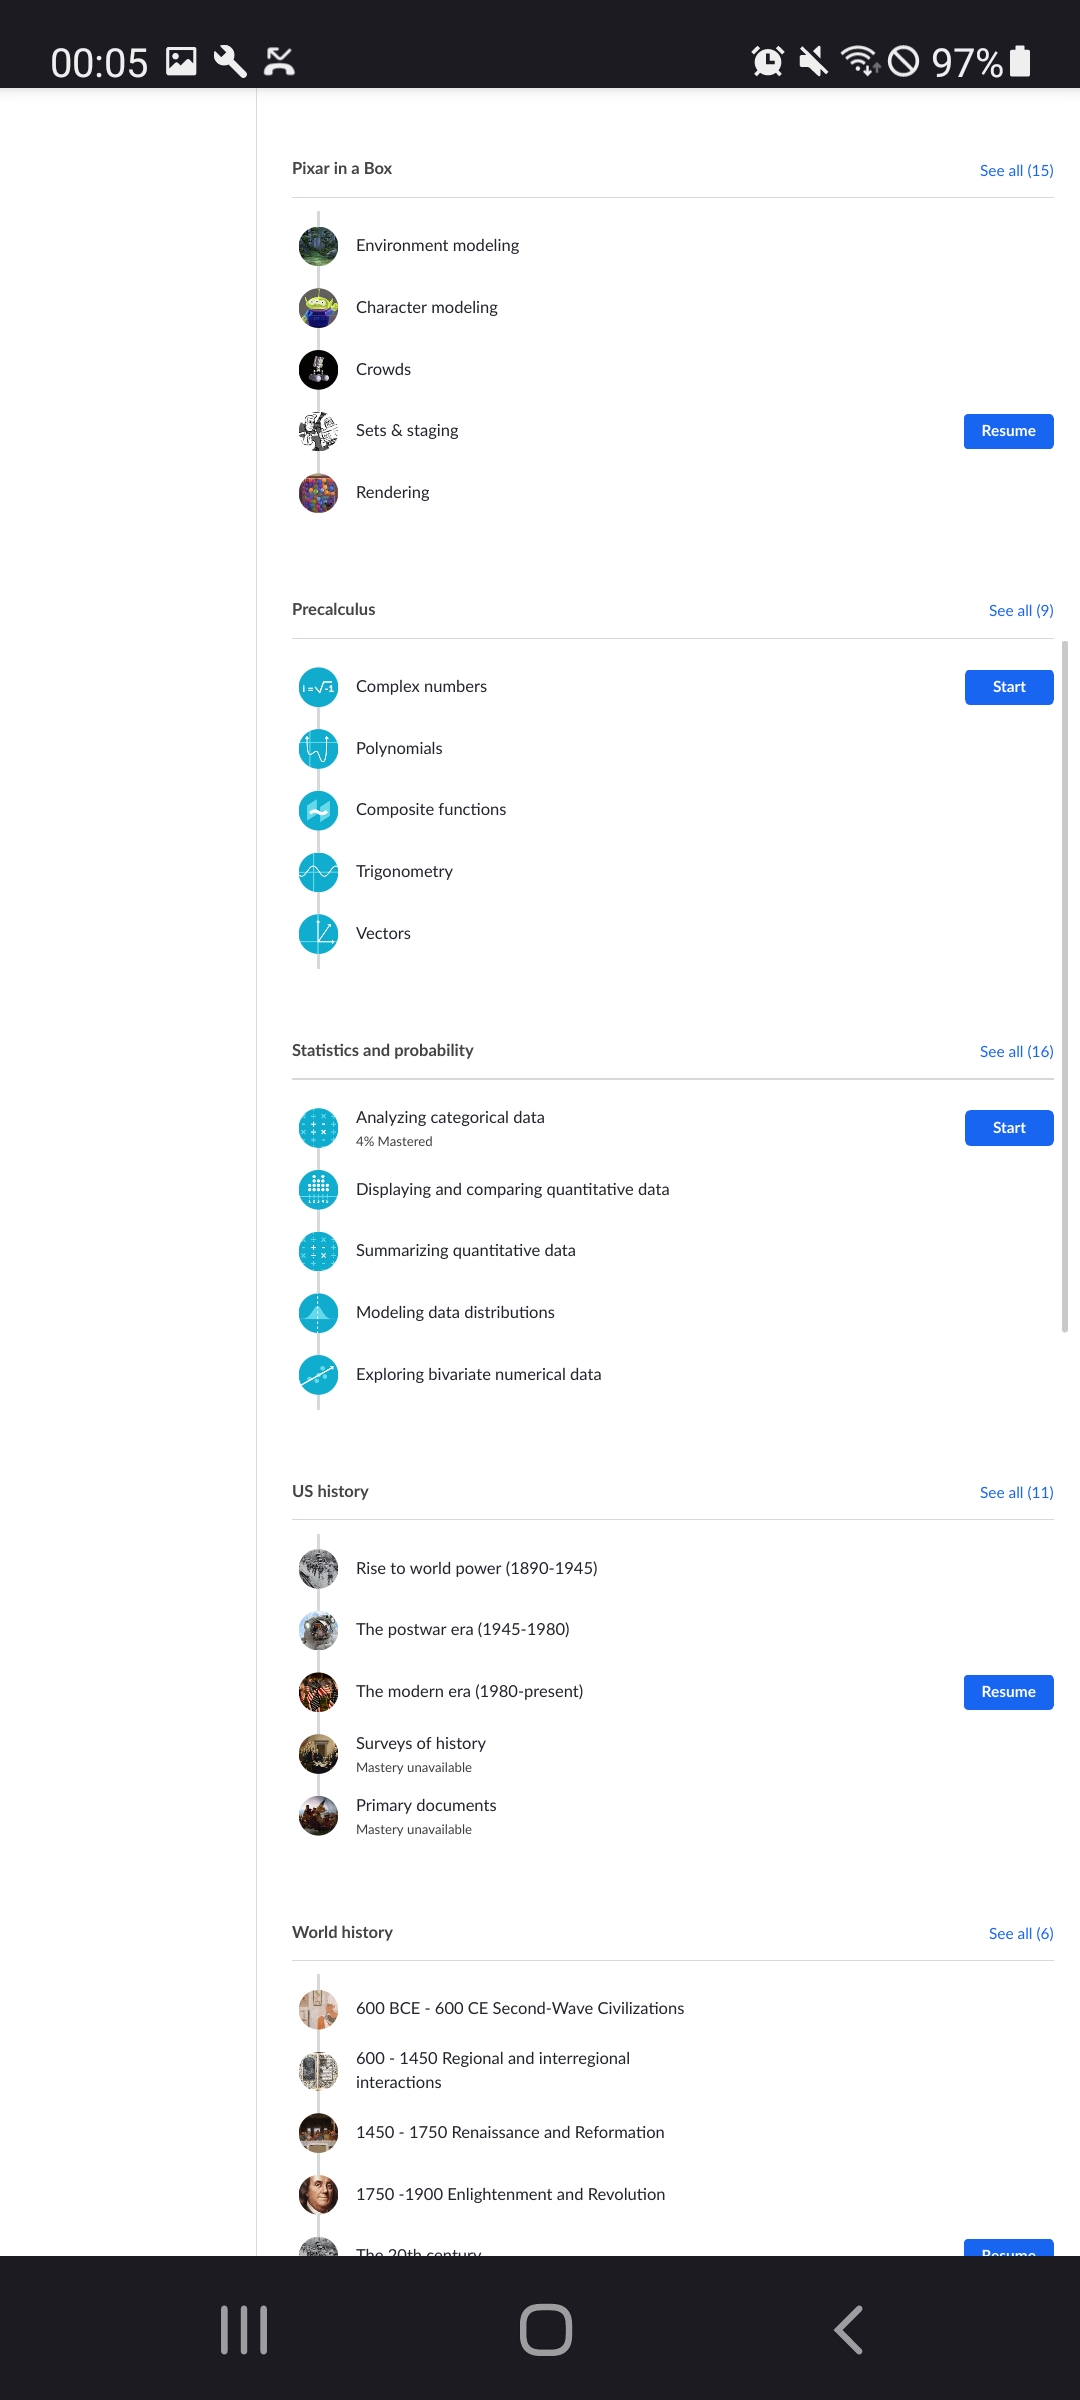 00:05
97%
Pixar in a Box
See all (15)
Environment modeling
Character modeling
Crowds
Sets & staging
Resume
Rendering
Precalculus
See all (9)
i = √-1
Complex numbers
Start
Polynomials
Composite functions
Trigonometry
Vectors
Statistics and probability
See all (16)
Analyzing categorical data
Start
4% Mastered
Displaying and comparing quantitative data
Summarizing quantitative data
Modeling data distributions
Exploring bivariate numerical data
US history
See all (11)
Rise to world power (1890-1945)
The postwar era (1945-1980)
The modern era (1980-present)
Resume
Surveys of history
Mastery unavailable
Primary documents
Mastery unavailable
World history
See all (6)
600 BCE - 600 CE Second-Wave Civilizations
600 - 1450 Regional and interregional
interactions
1450 - 1750 Renaissance and Reformation
1750 -1900 Enlightenment and Revolution
The 20th century
Resume